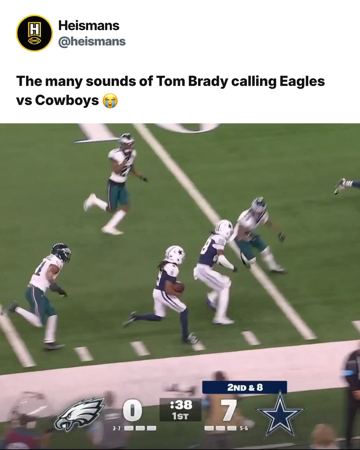 Heismans
@heismans
The many sounds of Tom Brady calling Eagles
vs Cowboys 😭
2ND & 8
0
:38
1ST
7